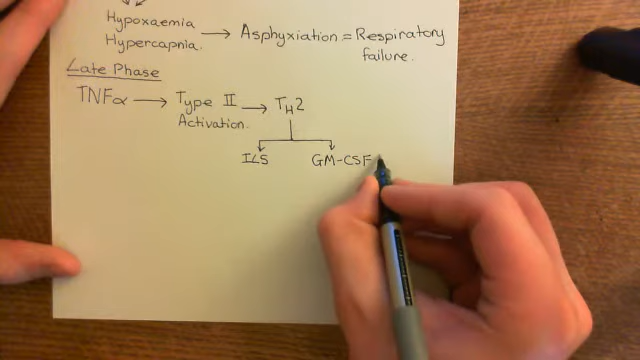 Hypoxaemia
Hypercapnia. → Asphyxiation = Respiratory
failure.
Late Phase
TNFα → Type II → TH2
Activation.
IL5 GM-CSF